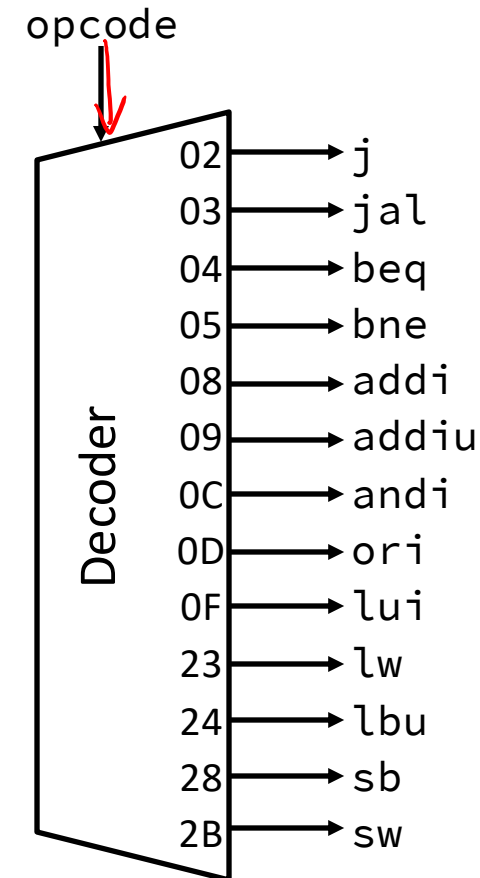 opcode
02 j
03 jal
04 beq
05 bne
08 addi
09 addiu
0C andi
0D ori
0F lui
23 lw
24 lbu
28 sb
2B sw
Decoder